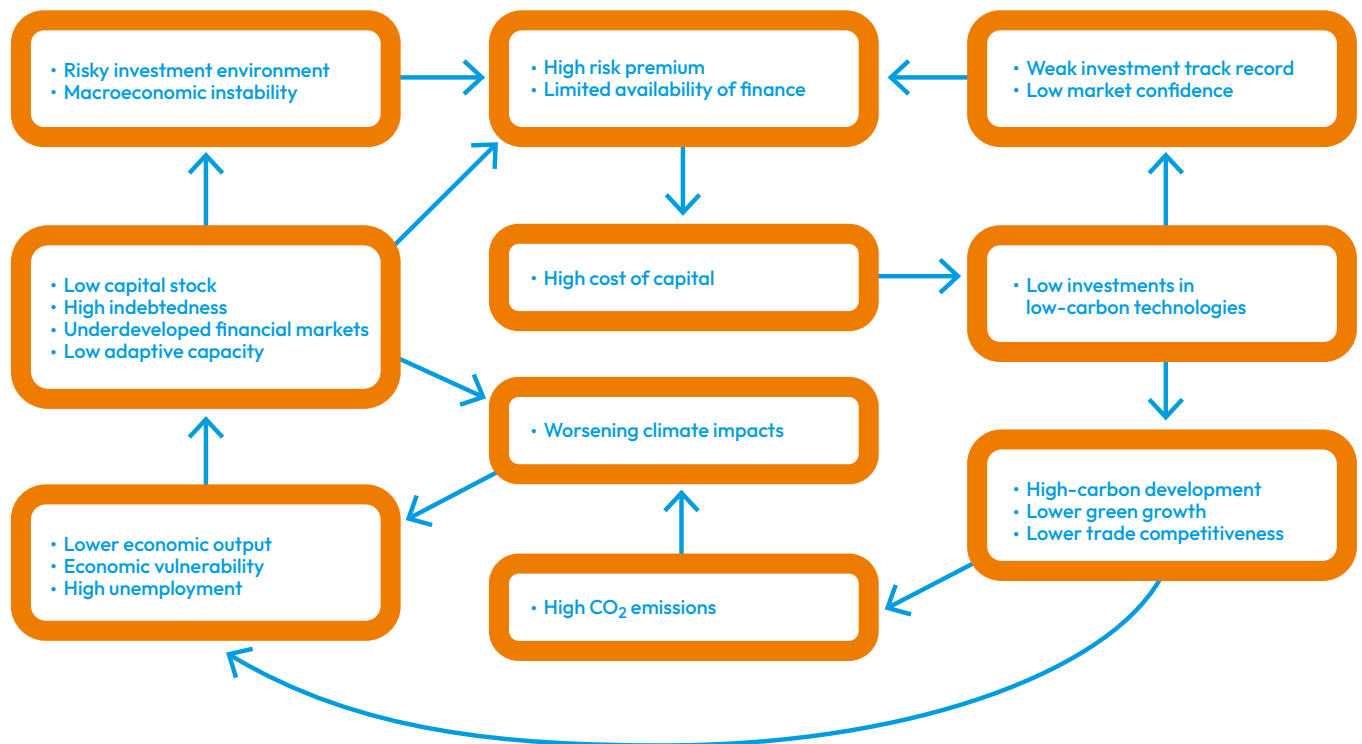 • Risky investment environment
• Macroeconomic instability
• High risk premium
• Limited availability of finance
• Weak investment track record
• Low market confidence
• Low capital stock
• High indebtedness
• Underdeveloped financial markets
• Low adaptive capacity
• High cost of capital
• Low investments in
low-carbon technologies
• Worsening climate impacts
• High-carbon development
• Lower green growth
• Lower trade competitiveness
• Lower economic output
• Economic vulnerability
• High unemployment
• High CO₂ emissions